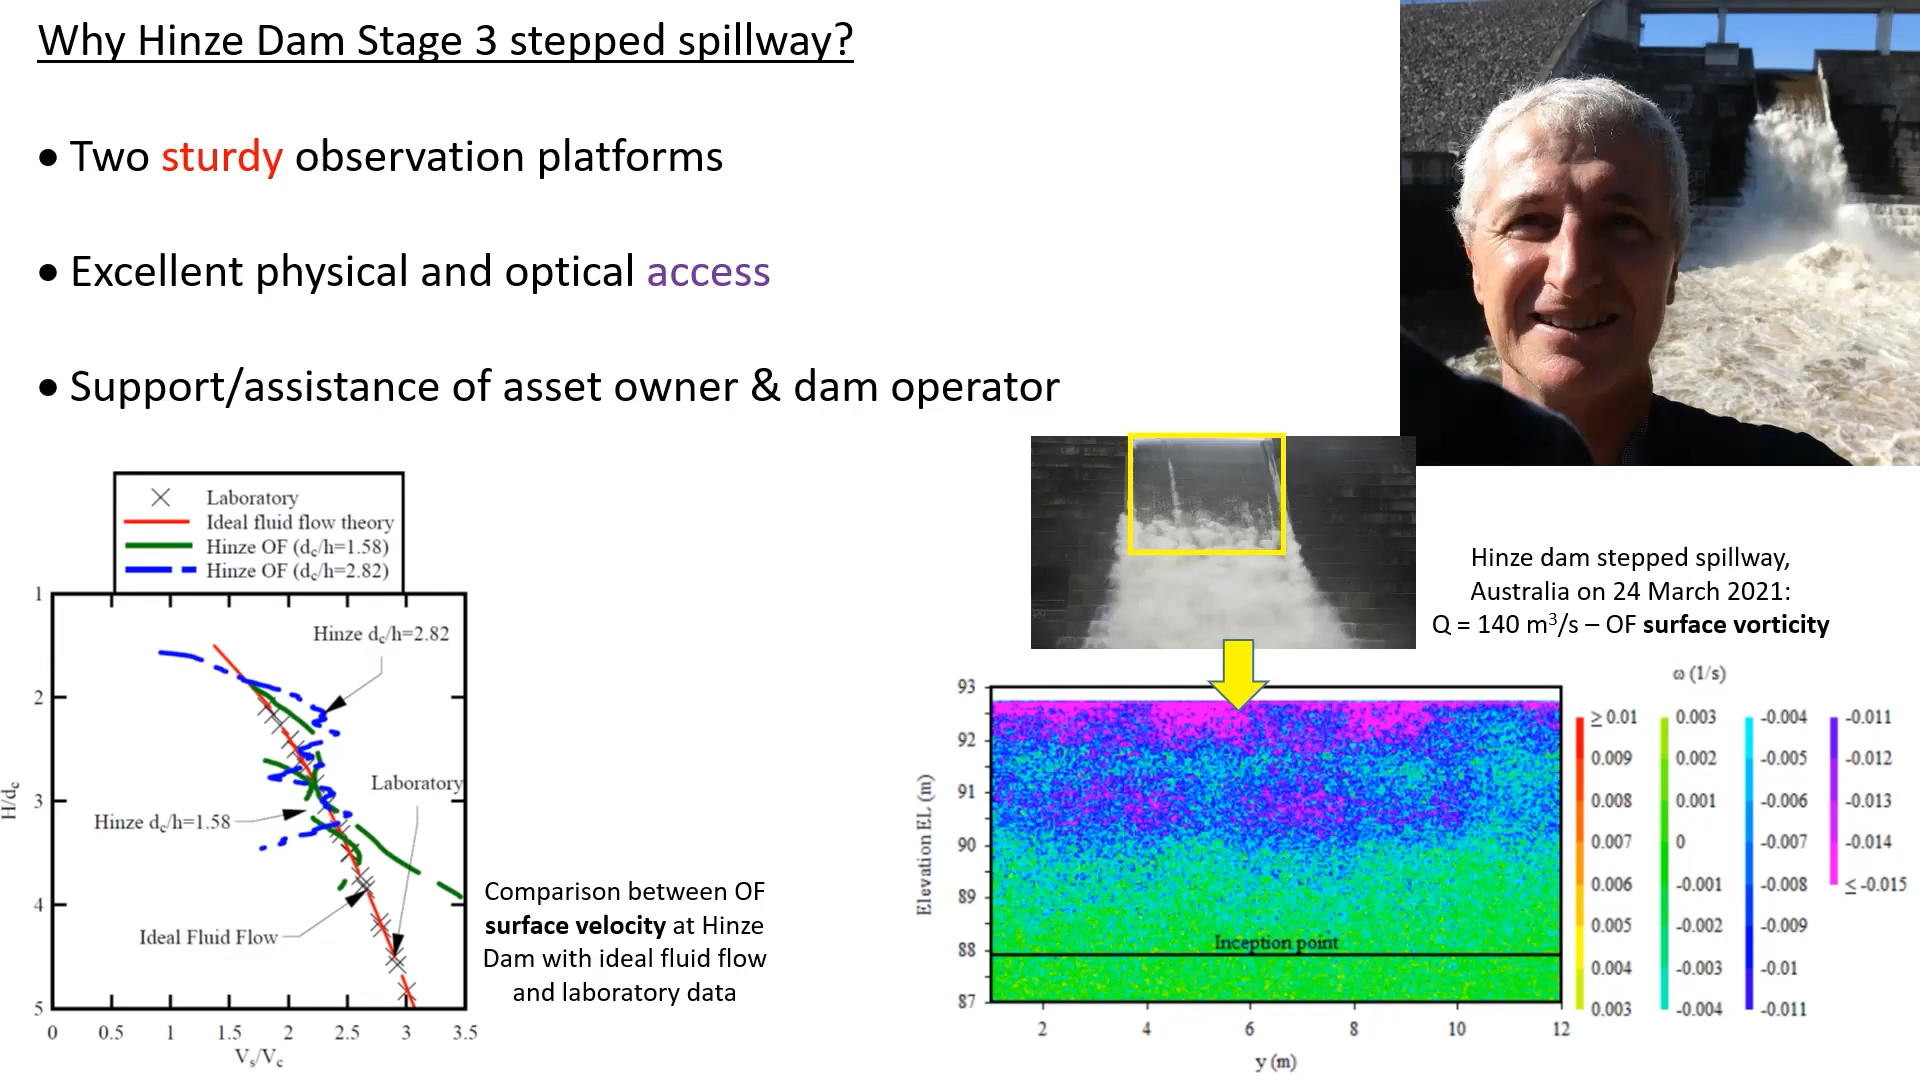 Why Hinze Dam Stage 3 stepped spillway?
• Two sturdy observation platforms
• Excellent physical and optical access
• Support/assistance of asset owner & dam operator
Laboratory
Ideal fluid flow theory
Hinze OF (dc/h=1.58)
Hinze OF (dc/h=2.82)
1
2
3
4
5
H/dc
Hinze dc/h=2.82
Laboratory
Hinze dc/h=1.58
Ideal Fluid Flow
0 0.5 1 1.5 2 2.5 3 3.5
Vs/Vc
Comparison between OF
surface velocity at Hinze
Dam with ideal fluid flow
and laboratory data
Hinze dam stepped spillway,
Australia on 24 March 2021:
Q = 140 m³/s – OF surface vorticity
93
92
91
90
89
88
87
Elevation EL (m)
Inception point
2 4 6 8 10 12
y (m)
ω (1/s)
≥ 0.01 0.003 -0.004 -0.011
0.009 0.002 -0.005 -0.012
0.008 0.001 -0.006 -0.013
0.007 0 -0.007 -0.014
0.006 -0.001 -0.008 ≤ -0.015
0.005 -0.002 -0.009
0.004 -0.003 -0.01
0.003 -0.004 -0.011